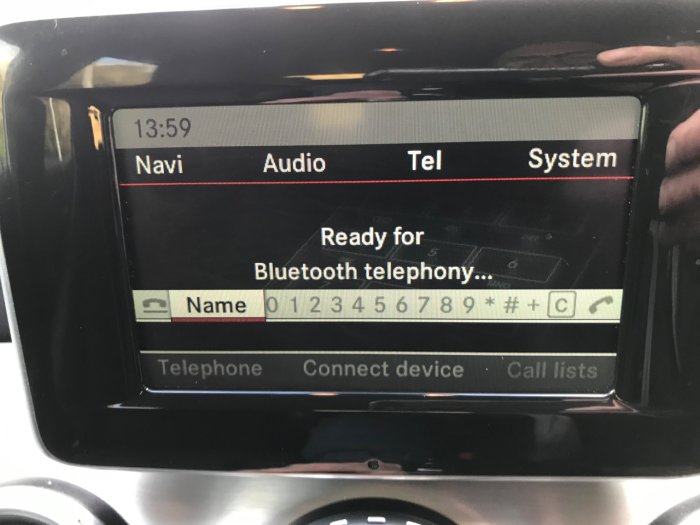 13:59
Navi Audio Tel System
Ready for
Bluetooth telephony...
Name 0 1 2 3 4 5 6 7 8 9 * # + C
Telephone Connect device Call lists